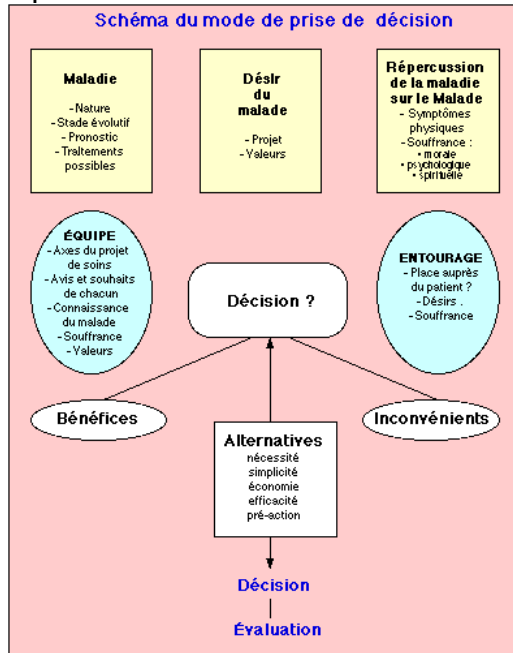 Schéma du mode de prise de décision
Maladie
- Nature
- Stade évolutif
- Pronostic
- Traitements
possibles
Désir
du
malade
- Projet
- Valeurs
Répercussion
de la maladie
sur le Malade
- Symptômes
physiques
- Souffrance :
• morale
• psychologique
• spirituelle
ÉQUIPE
- Axes du projet
de soins
- Avis et souhaits
de chacun
- Connaissance
du malade
- Souffrance
- Valeurs
Décision ?
ENTOURAGE
- Place auprès
du patient ?
- Désirs .
- Souffrance
Bénéfices
Inconvénients
Alternatives
nécessité
simplicité
économie
efficacité
pré-action
Décision
Évaluation